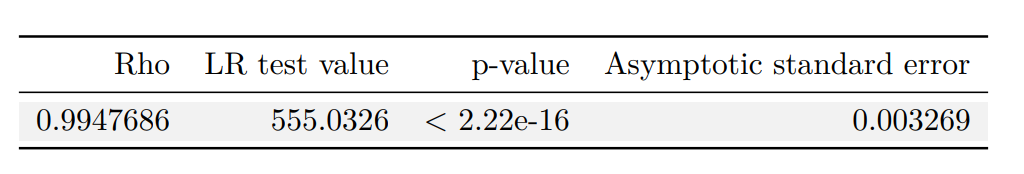 Rho LR test value p-value Asymptotic standard error
0.9947686 555.0326 < 2.22e-16 0.003269